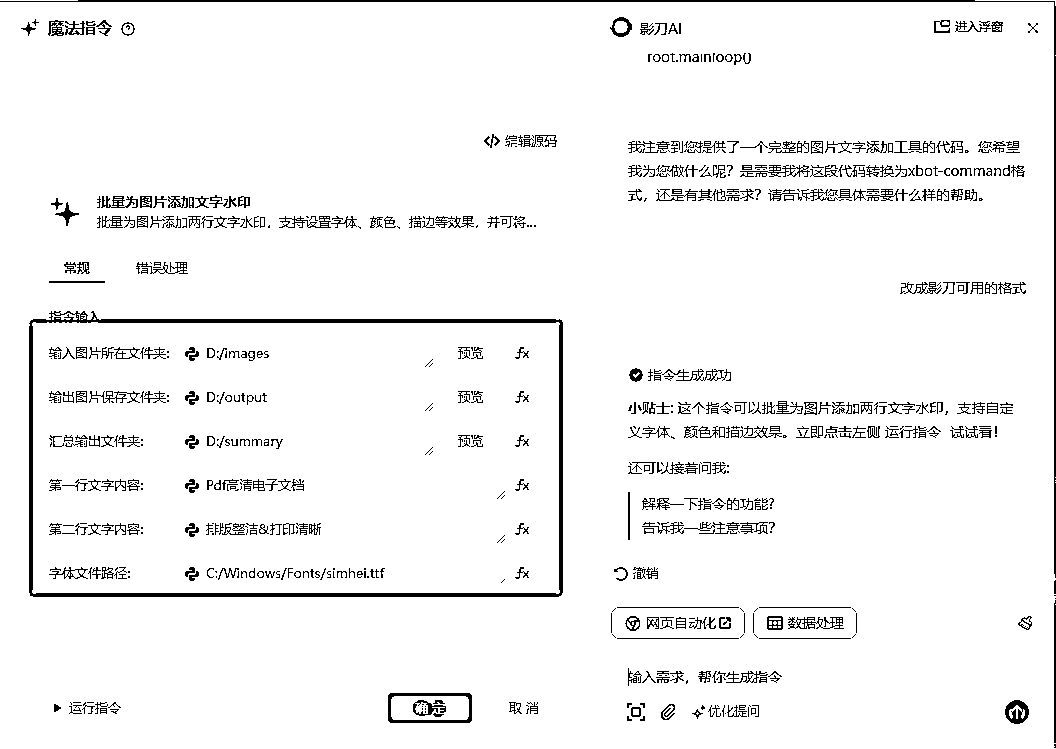 魔法指令
编辑源码
批量为图片添加文字水印
批量为图片添加两行文字水印，支持设置字体、颜色、描边等效果，并可将...
常规 错误处理
指令输入
输入图片所在文件夹: D:/images 预览 fx
输出图片保存文件夹: D:/output 预览 fx
汇总输出文件夹: D:/summary 预览 fx
第一行文字内容: Pdf高清电子文档 fx
第二行文字内容: 排版整洁&打印清晰 fx
字体文件路径: C:/Windows/Fonts/simhei.ttf fx
运行指令 确定 取消
影刀AI 进入浮窗
root.mainloop()
我注意到您提供了一个完整的图片文字添加工具的代码。您希望
我为您做什么呢？是需要我将这段代码转换为xbot-command格
式，还是有其他需求？请告诉我您具体需要什么样的帮助。
改成影刀可用的格式
指令生成成功
小贴士: 这个指令可以批量为图片添加两行文字水印，支持自定
义字体、颜色和描边效果。立即点击左侧 运行指令 试试看！
还可以接着问我:
解释一下指令的功能?
告诉我一些注意事项?
撤销
网页自动化 数据处理
输入需求，帮你生成指令
优化提问